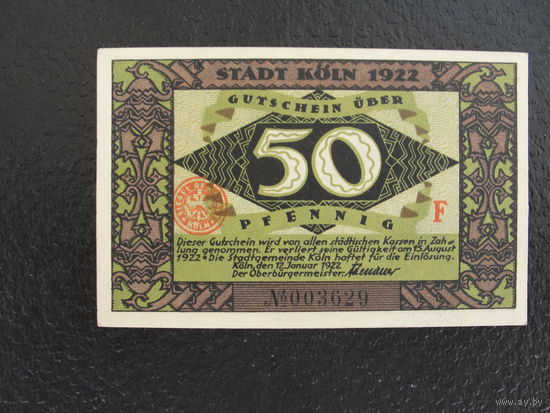 STADT KÖLN 1922
GUTSCHEIN ÜBER
50
PFENNIG
F
Dieser Gutschein wird von allen städtischen Kassen in Zah=
lung genommen. Er verliert seine Gültigkeit am 15. August
1922 • Die Stadtgemeinde Köln haftet für die Einlösung.
Köln, den 12. Januar 1922
Der Oberbürgermeister:
№003629
www.ay.by